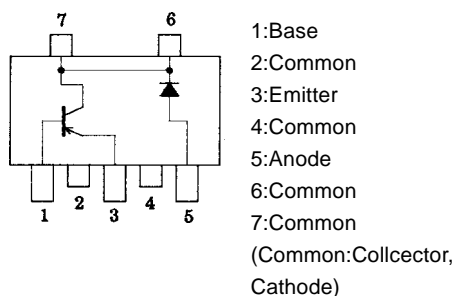 7 6
1 2 3 4 5
1:Base
2:Common
3:Emitter
4:Common
5:Anode
6:Common
7:Common
(Common:Collcector,
Cathode)